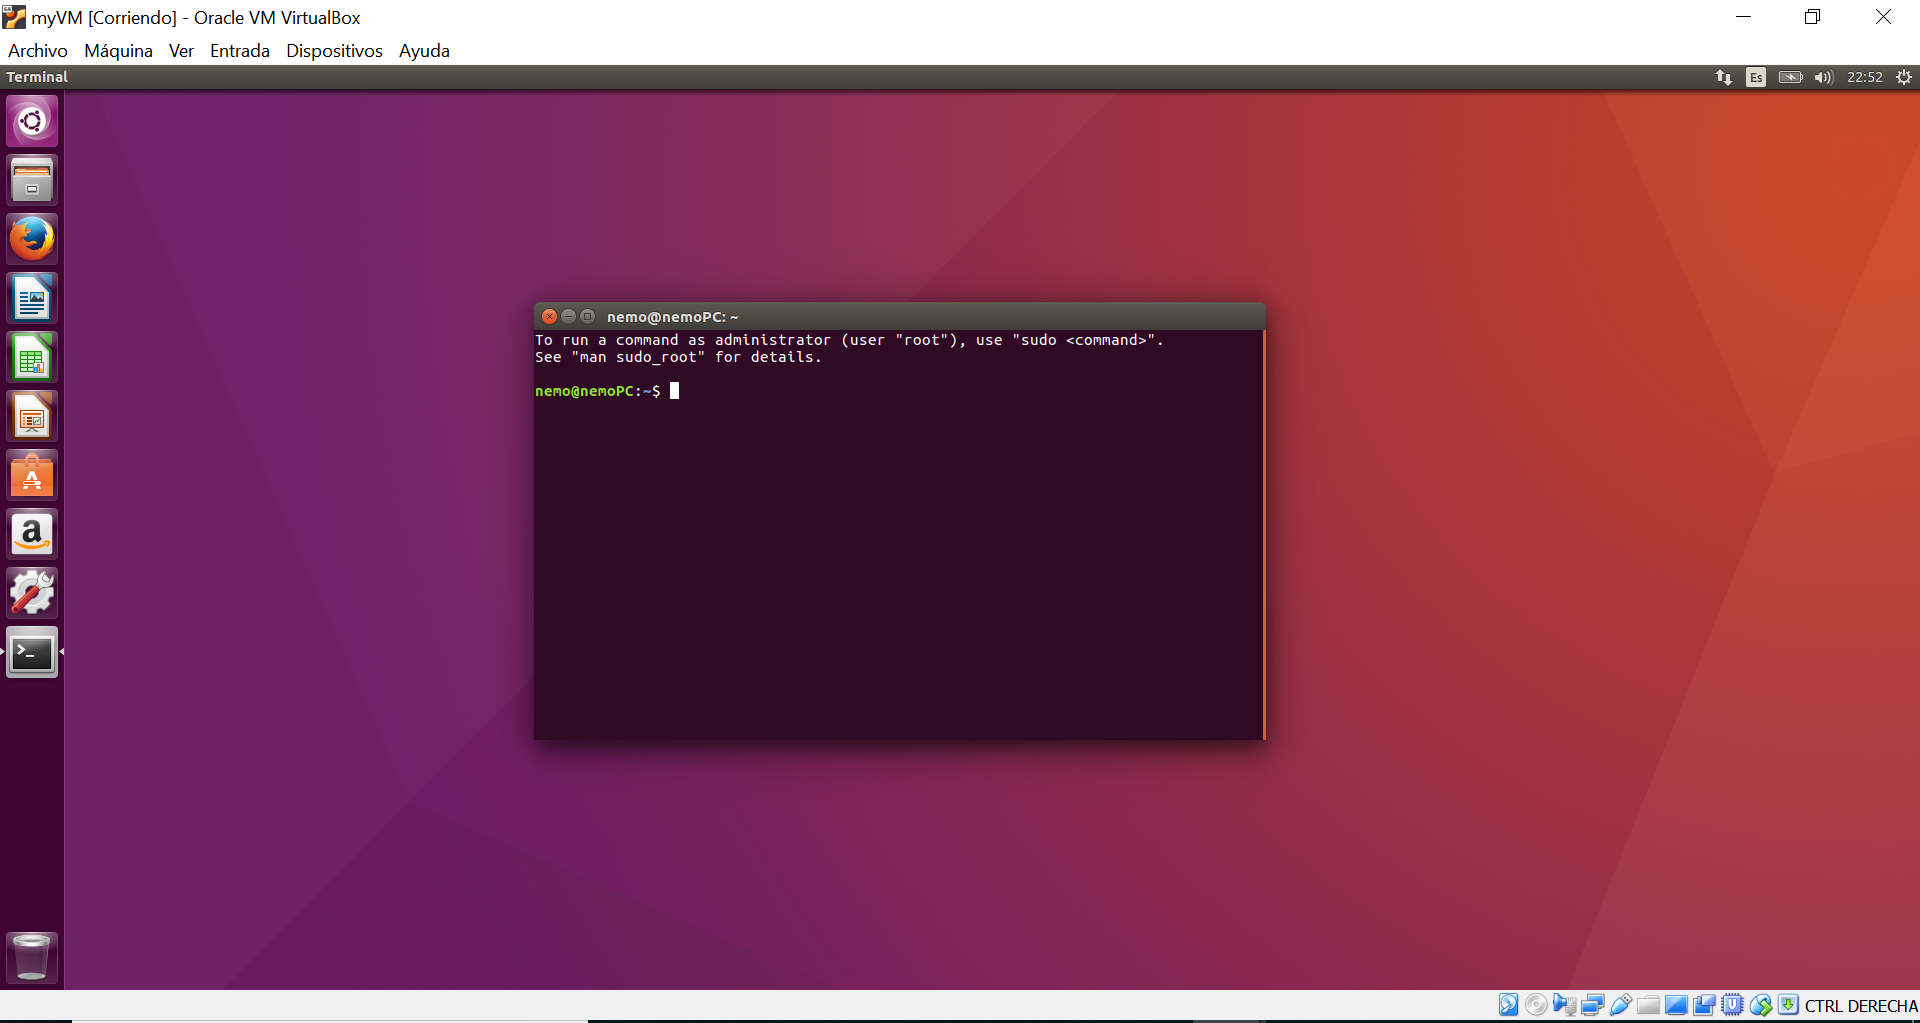 myVM [Corriendo] - Oracle VM VirtualBox
Archivo Máquina Ver Entrada Dispositivos Ayuda
Terminal
Es
22:52
nemo@nemoPC: ~
To run a command as administrator (user "root"), use "sudo <command>".
See "man sudo_root" for details.
nemo@nemoPC:~$
CTRL DERECHA